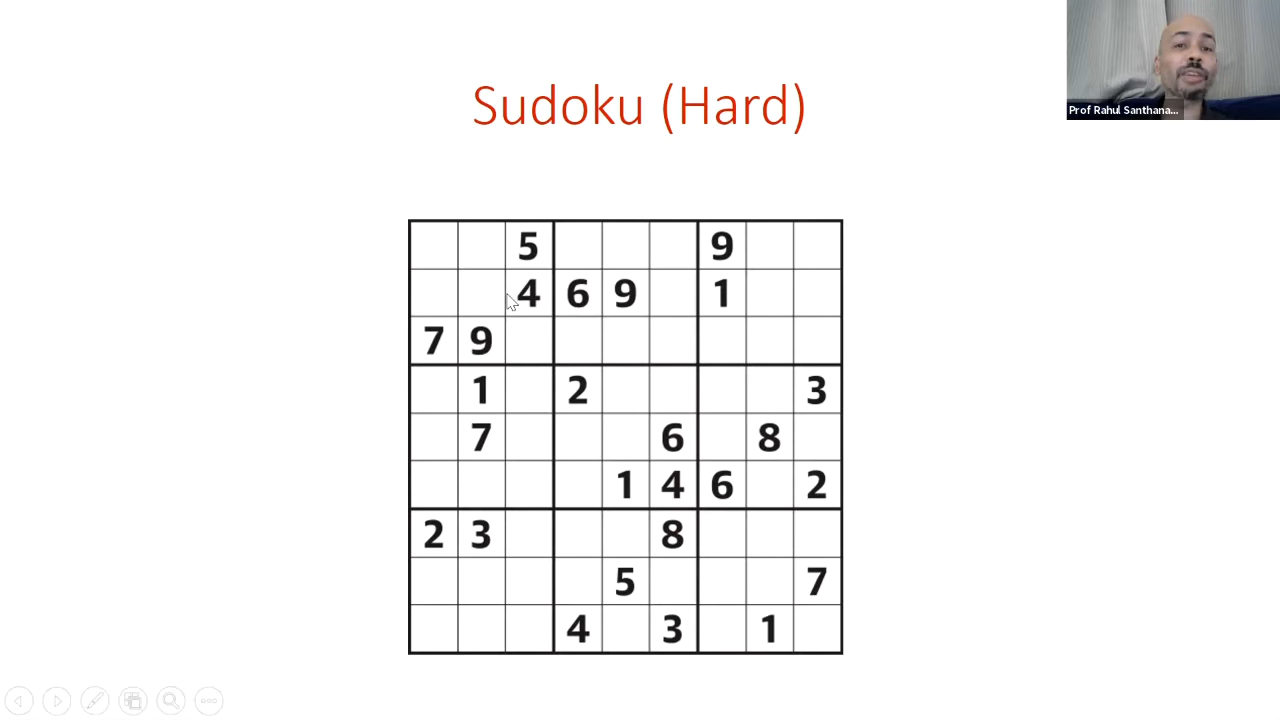 Prof Rahul Santhana...
Sudoku (Hard)
5 9
4 6 9 1
7 9
1 2 3
7 6 8
1 4 6 2
2 3 8
5 7
4 3 1